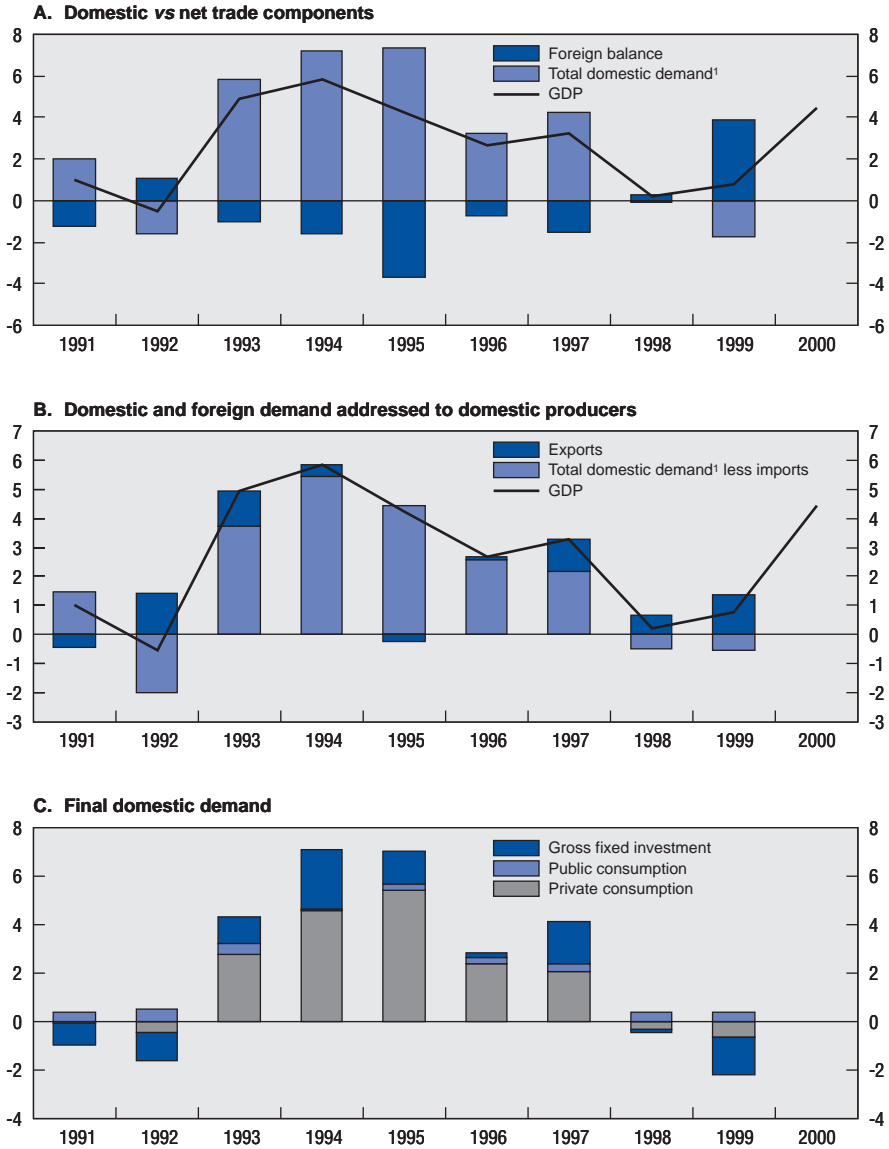 A. Domestic vs net trade components
8 8
Foreign balance
6 Total domestic demand¹ 6
GDP
4 4
2 2
0 0
-2 -2
-4 -4
-6 -6
1991 1992 1993 1994 1995 1996 1997 1998 1999 2000
B. Domestic and foreign demand addressed to domestic producers
7 7
Exports
6 6
Total domestic demand¹ less imports
5 GDP 5
4 4
3 3
2 2
1 1
0 0
-1 -1
-2 -2
-3 -3
1991 1992 1993 1994 1995 1996 1997 1998 1999 2000
C. Final domestic demand
8 8
Gross fixed investment
Public consumption
6 6
Private consumption
4 4
2 2
0 0
-2 -2
-4 -4
1991 1992 1993 1994 1995 1996 1997 1998 1999 2000